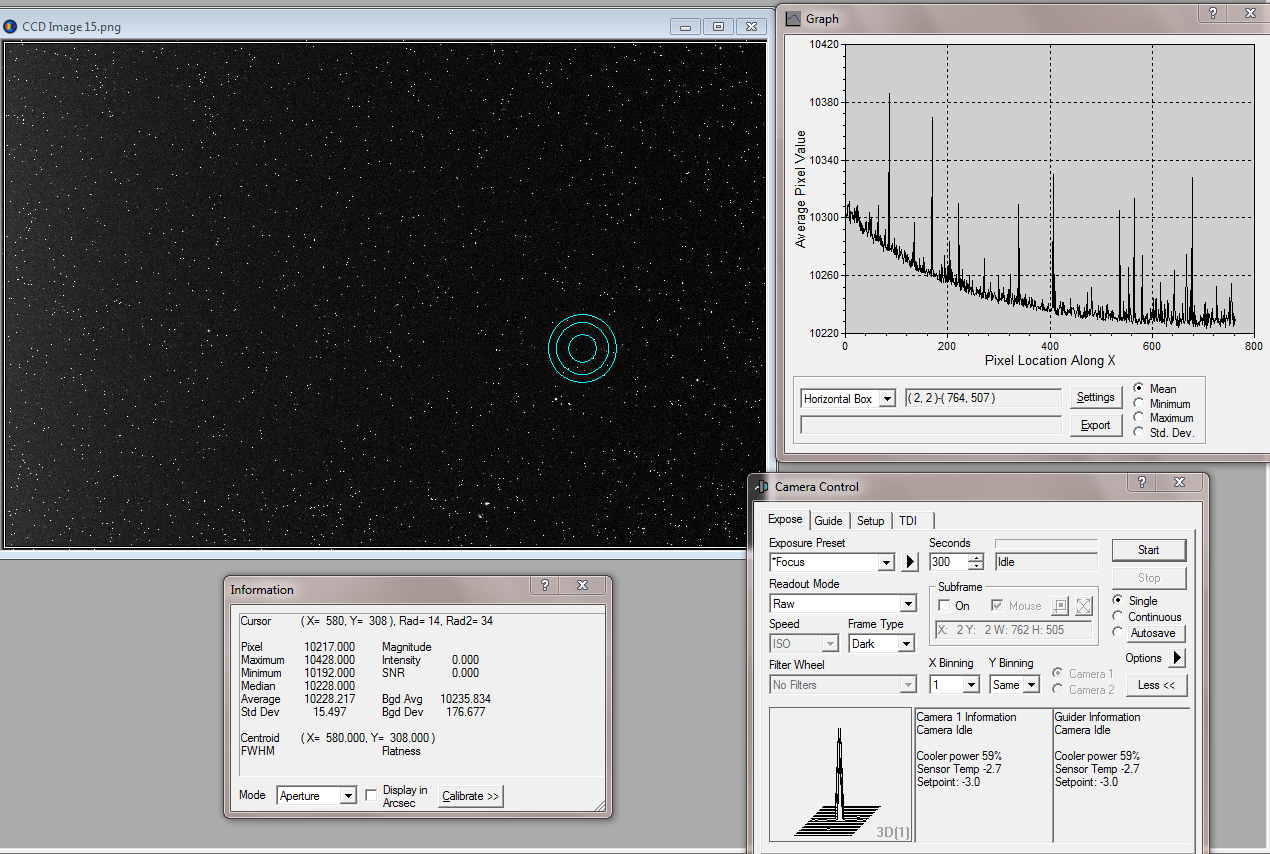 CCD Image 15.png
Graph
?
10420
10380
10340
10300
10260
10220
Average Pixel Value
0 200 400 600 800
Pixel Location Along X
Horizontal Box ( 2, 2 )-( 764, 507 ) Settings
Export
Mean
Minimum
Maximum
Std. Dev.
Camera Control
?
Expose Guide Setup TDI
Exposure Preset Seconds
*Focus 300 Idle Start
Stop
Readout Mode
Raw
Subframe
On Mouse
X: 2 Y: 2 W: 762 H: 505
Single
Continuous
Autosave
Speed Frame Type
ISO Dark
Options
Filter Wheel X Binning Y Binning
No Filters 1 Same
Camera 1
Camera 2
Less <<
3D(1)
Camera 1 Information
Camera Idle
Cooler power 59%
Sensor Temp -2.7
Setpoint: -3.0
Guider Information
Camera Idle
Cooler power 59%
Sensor Temp -2.7
Setpoint: -3.0
Information
?
Cursor ( X= 580, Y= 308 ), Rad= 14, Rad2= 34
Pixel 10217.000 Magnitude
Maximum 10428.000 Intensity 0.000
Minimum 10192.000 SNR 0.000
Median 10228.000
Average 10228.217 Bgd Avg 10235.834
Std Dev 15.497 Bgd Dev 176.677
Centroid ( X= 580.000, Y= 308.000 )
FWHM Flatness
Mode Aperture Display in
Arcsec Calibrate >>